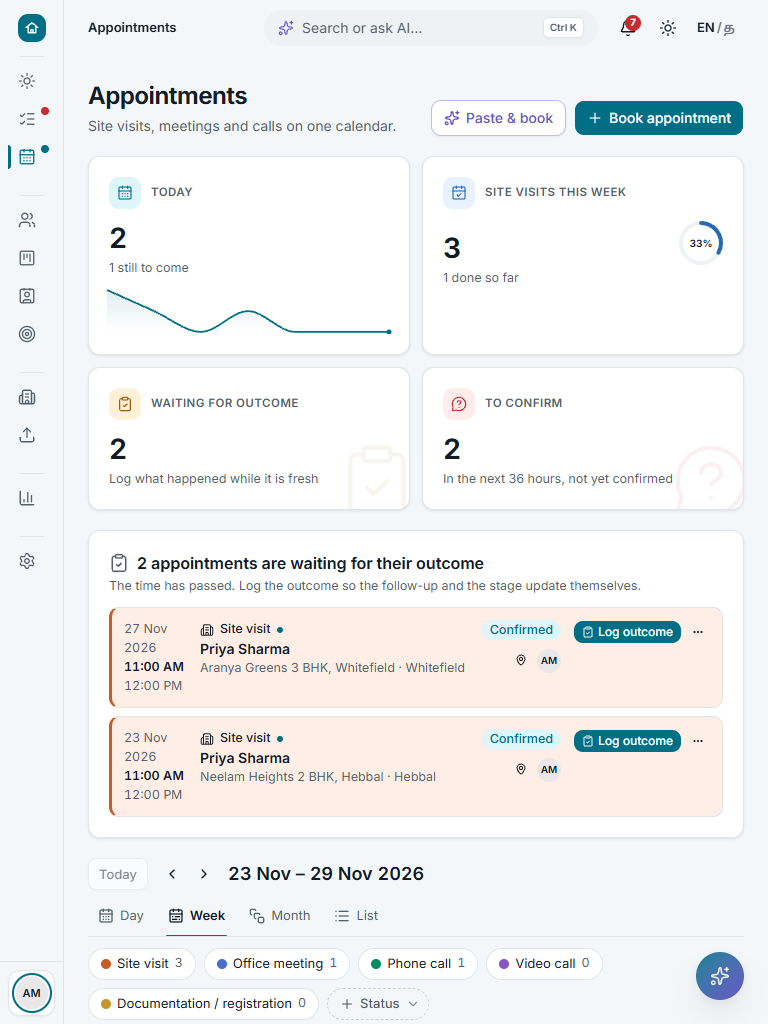 Appointments
Search or ask AI...
Ctrl K
7
EN / த
Appointments
Site visits, meetings and calls on one calendar.
Paste & book
Book appointment
TODAY
2
1 still to come
SITE VISITS THIS WEEK
3
33%
1 done so far
WAITING FOR OUTCOME
2
Log what happened while it is fresh
TO CONFIRM
2
In the next 36 hours, not yet confirmed
2 appointments are waiting for their outcome
The time has passed. Log the outcome so the follow-up and the stage update themselves.
27 Nov
2026
11:00 AM
12:00 PM
Site visit
Priya Sharma
Aranya Greens 3 BHK, Whitefield · Whitefield
Confirmed
AM
Log outcome
23 Nov
2026
11:00 AM
12:00 PM
Site visit
Priya Sharma
Neelam Heights 2 BHK, Hebbal · Hebbal
Confirmed
AM
Log outcome
Today
23 Nov – 29 Nov 2026
Day
Week
Month
List
Site visit 3
Office meeting 1
Phone call 1
Video call 0
Documentation / registration 0
Status
AM